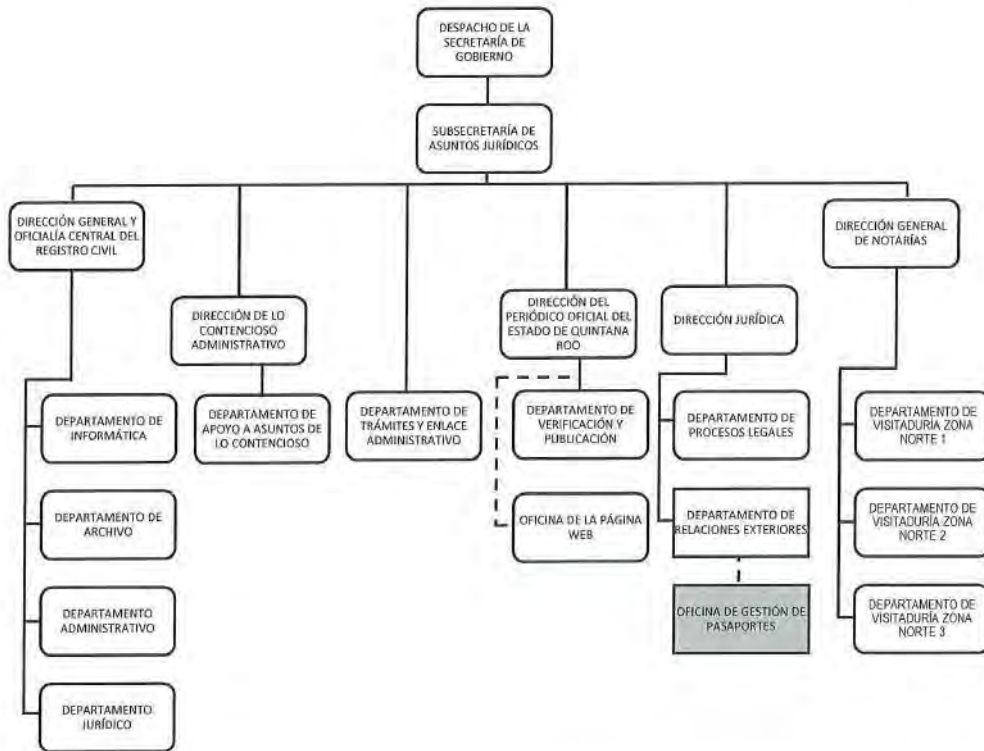 DESPACHO DE LA
SECRETARÍA DE
GOBIERNO
SUBSECRETARÍA DE
ASUNTOS JURÍDICOS
DIRECCIÓN GENERAL Y
OFICIALÍA CENTRAL DEL
REGISTRO CIVIL
DIRECCIÓN GENERAL
DE NOTARÍAS
DIRECCIÓN DE LO
CONTENCIOSO
ADMINISTRATIVO
DIRECCIÓN DEL
PERIÓDICO OFICIAL DEL
ESTADO DE QUINTANA
ROO
DIRECCIÓN JURÍDICA
DEPARTAMENTO DE
INFORMÁTICA
DEPARTAMENTO DE
APOYO A ASUNTOS DE
LO CONTENCIOSO
DEPARTAMENTO DE
TRÁMITES Y ENLACE
ADMINISTRATIVO
DEPARTAMENTO DE
VERIFICACIÓN Y
PUBLICACIÓN
DEPARTAMENTO DE
PROCESOS LEGALES
DEPARTAMENTO DE
VISITADURÍA ZONA
NORTE 1
DEPARTAMENTO DE
ARCHIVO
OFICINA DE LA PÁGINA
WEB
DEPARTAMENTO DE
RELACIONES EXTERIORES
DEPARTAMENTO DE
VISITADURÍA ZONA
NORTE 2
DEPARTAMENTO
ADMINISTRATIVO
OFICINA DE GESTIÓN DE
PASAPORTES
DEPARTAMENTO DE
VISITADURÍA ZONA
NORTE 3
DEPARTAMENTO
JURÍDICO